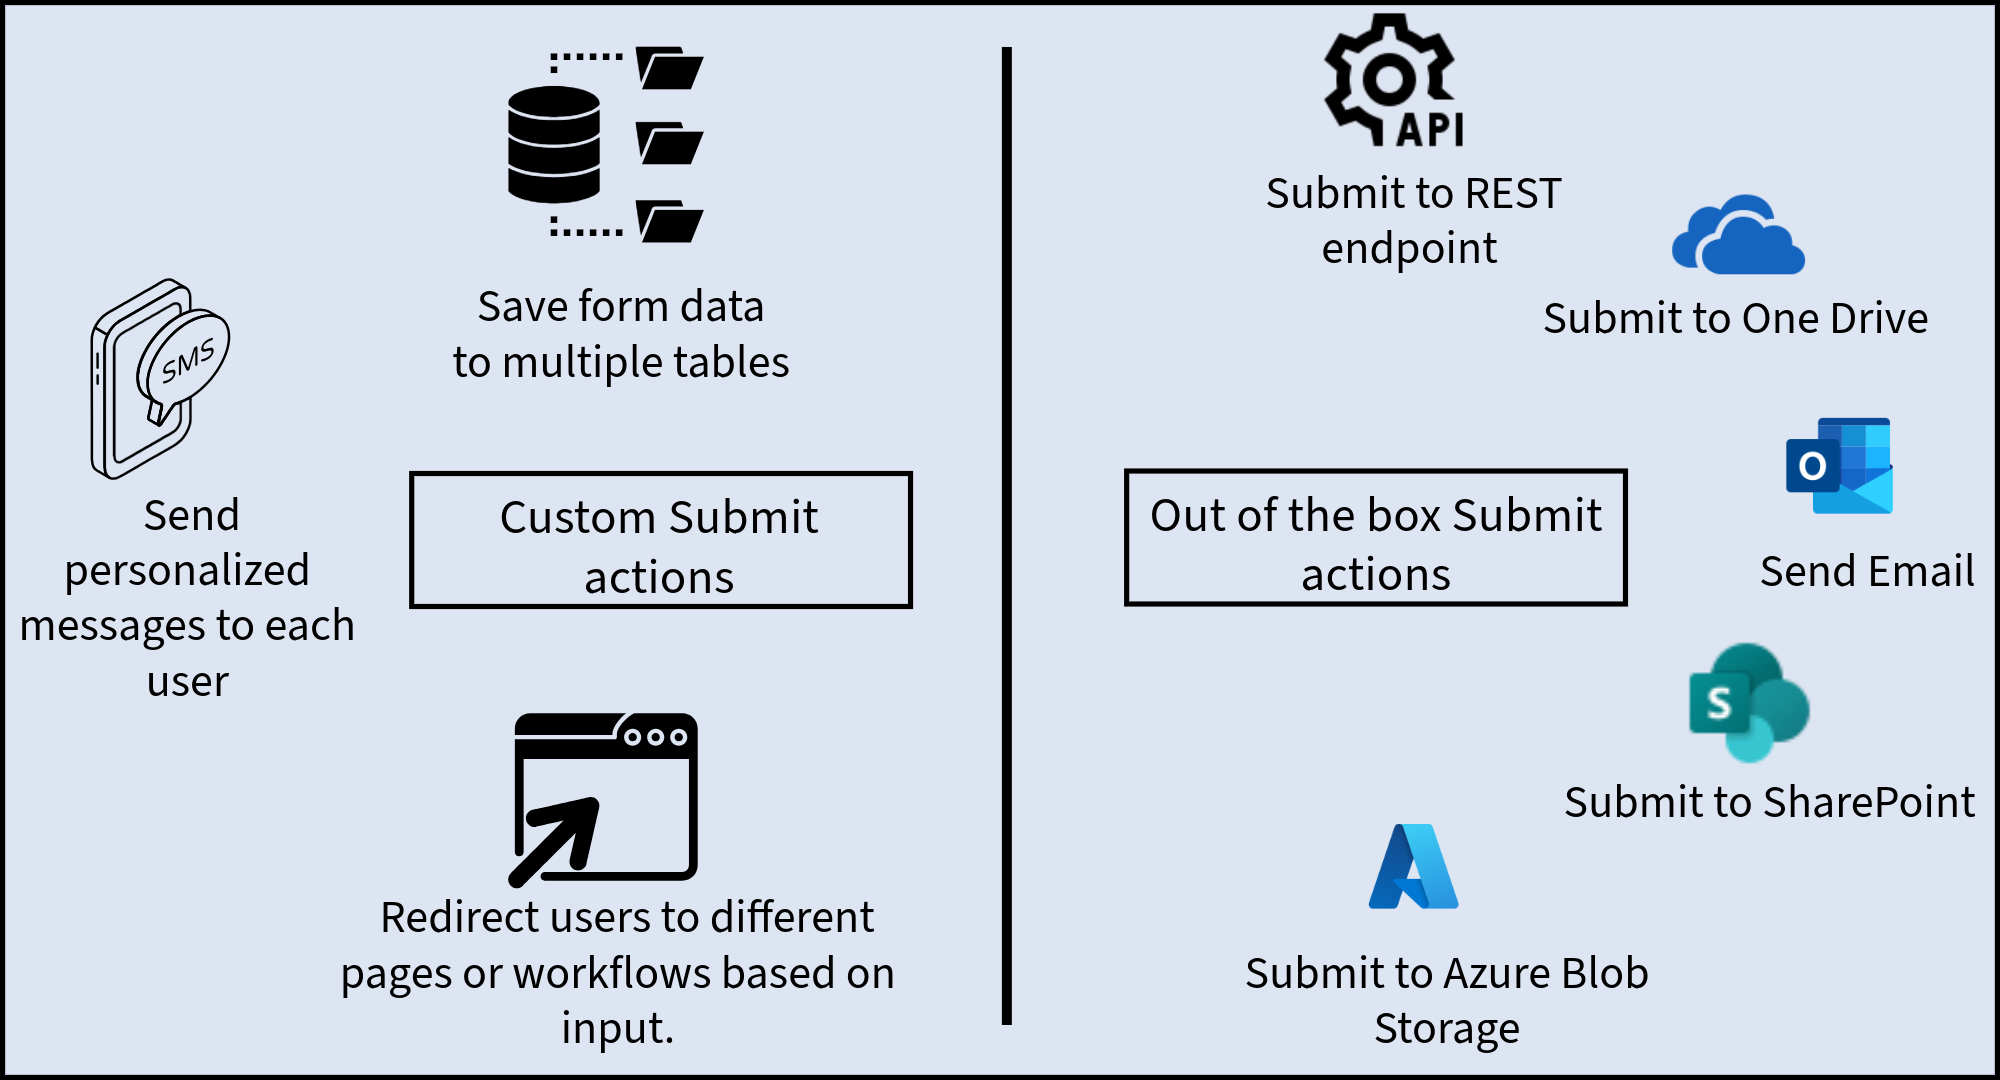 Save form data
to multiple tables
SMS
Send
personalized
messages to each
user
Custom Submit
actions
Redirect users to different
pages or workflows based on
input.
API
Submit to REST
endpoint
Submit to One Drive
Out of the box Submit
actions
O
Send Email
S
Submit to SharePoint
Submit to Azure Blob
Storage